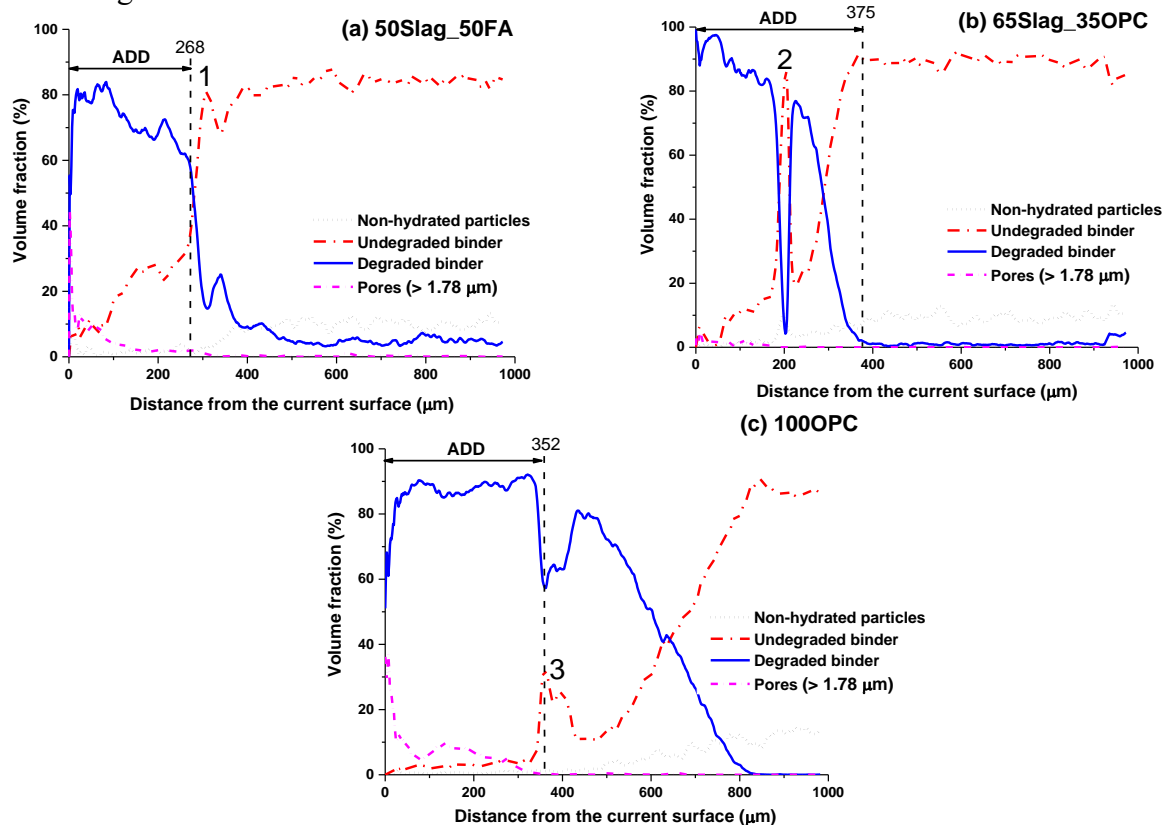 (a) 50Slag_50FA
ADD
268
1
100
80
60
40
20
0
Volume fraction (%)
Non-hydrated particles
Undegraded binder
Degraded binder
Pores (> 1.78 μm)
0 200 400 600 800 1000
Distance from the current surface (μm)
(b) 65Slag_35OPC
ADD
375
2
100
80
60
40
20
0
Volume fraction (%)
Non-hydrated particles
Undegraded binder
Degraded binder
Pores (> 1.78 μm)
0 200 400 600 800 1000
Distance from the current surface (μm)
(c) 100OPC
ADD
352
3
100
80
60
40
20
0
Volume fraction (%)
Non-hydrated particles
Undegraded binder
Degraded binder
Pores (> 1.78 μm)
0 200 400 600 800 1000
Distance from the current surface (μm)